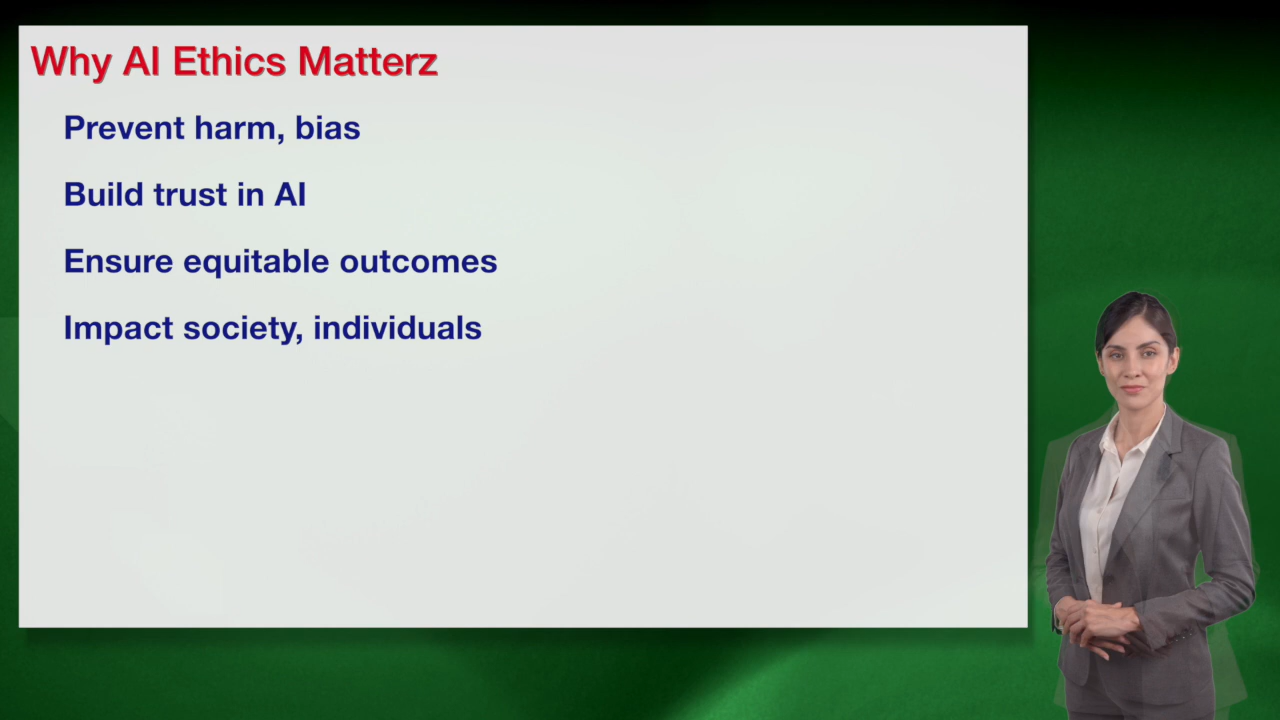 Why AI Ethics Matterz
Prevent harm, bias
Build trust in AI
Ensure equitable outcomes
Impact society, individuals